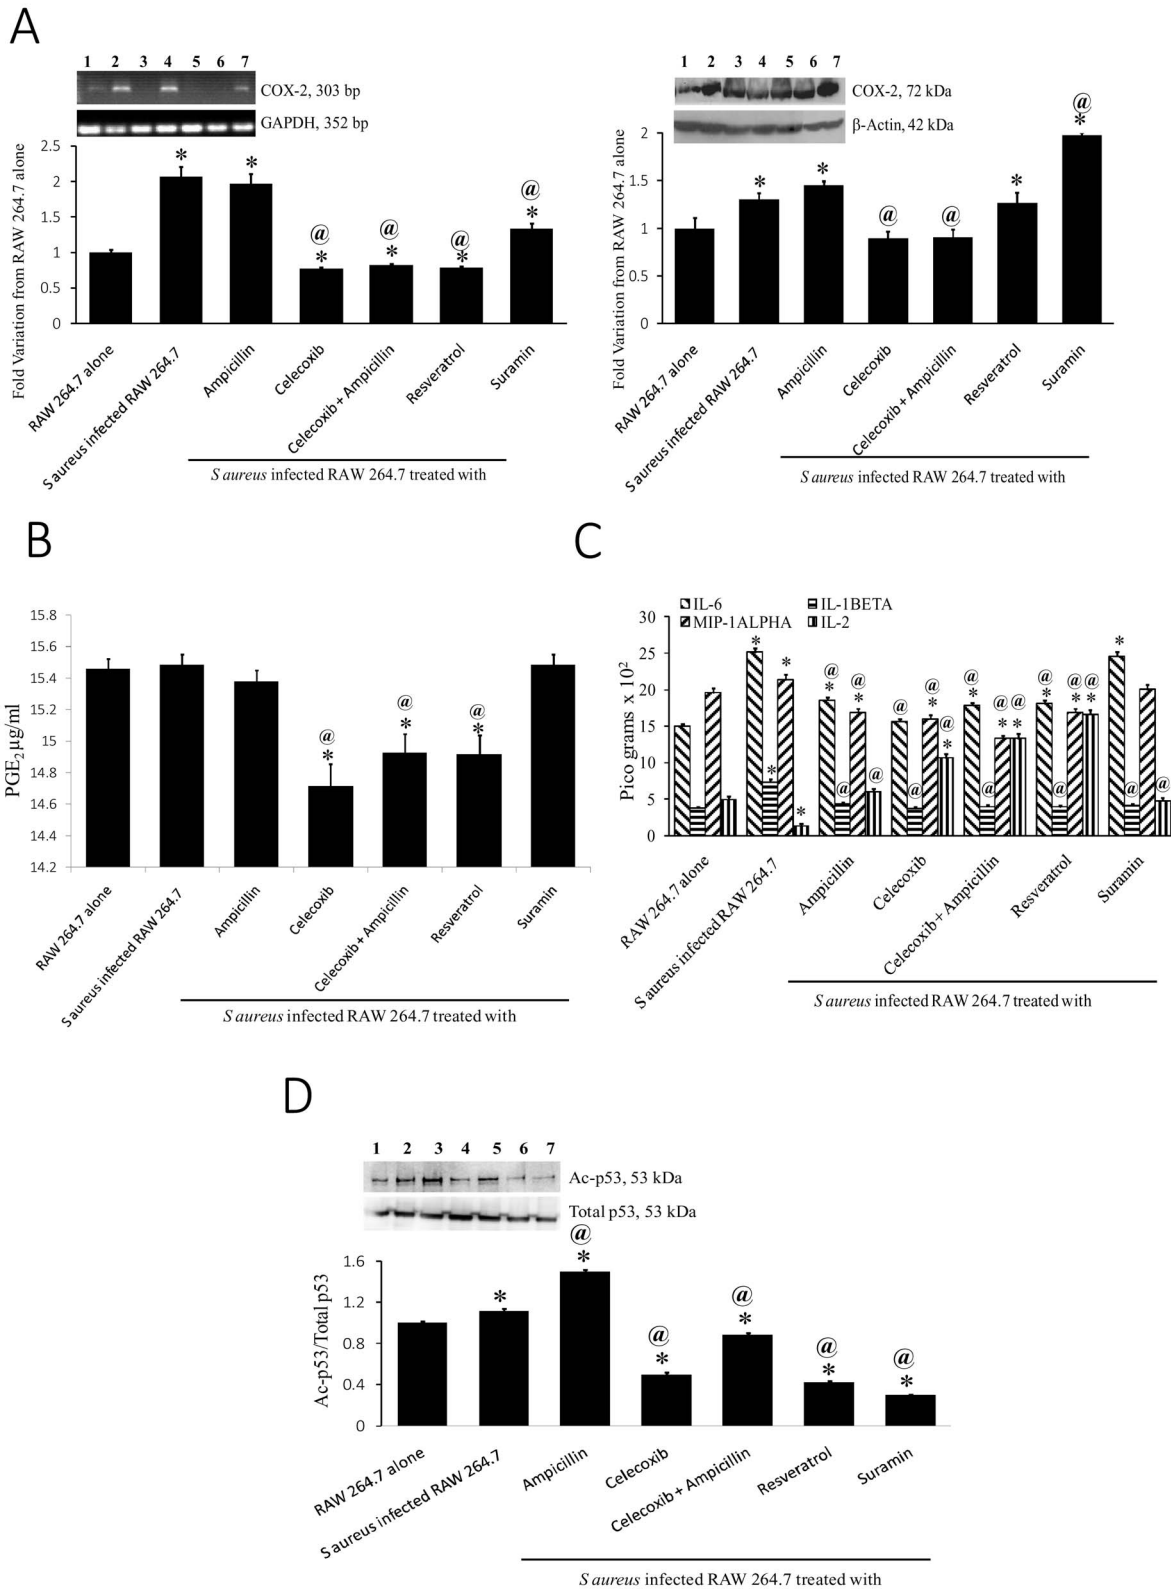 A
1 2 3 4 5 6 7
COX-2, 303 bp
GAPDH, 352 bp
Fold Variation from RAW 264.7 alone
2.5
2
1.5
1
0.5
0
* * @ * @ * @ * @ *
RAW 264.7 alone
S aureus infected RAW 264.7
Ampicillin
Celecoxib
Celecoxib + Ampicillin
Resveratrol
Suramin
S aureus infected RAW 264.7 treated with
1 2 3 4 5 6 7
COX-2, 72 kDa
β-Actin, 42 kDa
Fold Variation from RAW 264.7 alone
2
1.5
1
0.5
0
* * @ @ * @ *
RAW 264.7 alone
S aureus infected RAW 264.7
Ampicillin
Celecoxib
Celecoxib + Ampicillin
Resveratrol
Suramin
S aureus infected RAW 264.7 treated with
B
PGE2 µg/ml
15.8
15.6
15.4
15.2
15
14.8
14.6
14.4
14.2
@ * @ * @ *
RAW 264.7 alone
S aureus infected RAW 264.7
Ampicillin
Celecoxib
Celecoxib + Ampicillin
Resveratrol
Suramin
S aureus infected RAW 264.7 treated with
C
IL-6 IL-1BETA
MIP-1ALPHA IL-2
Pico grams x 10²
30
25
20
15
10
5
0
* * * * @ * @ @ * @ @ @ @ * @ * @ * @ @ * @ * @ * @ @ * @ * * @ @
RAW 264.7 alone
S aureus infected RAW 264.7
Ampicillin
Celecoxib
Celecoxib + Ampicillin
Resveratrol
Suramin
S aureus infected RAW 264.7 treated with
D
1 2 3 4 5 6 7
Ac-p53, 53 kDa
Total p53, 53 kDa
Ac-p53/Total p53
1.6
1.2
0.8
0.4
0
* @ * @ * @ * @ * @ *
RAW 264.7 alone
S aureus infected RAW 264.7
Ampicillin
Celecoxib
Celecoxib + Ampicillin
Resveratrol
Suramin
S aureus infected RAW 264.7 treated with